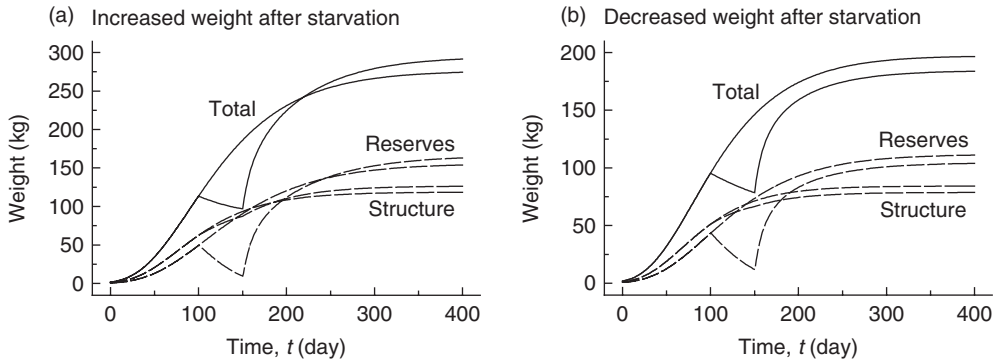 (a) Increased weight after starvation
300
250
200
150
100
50
0
Weight (kg)
Total
Reserves
Structure
0 100 200 300 400
Time, t (day)
(b) Decreased weight after starvation
200
150
100
50
0
Weight (kg)
Total
Reserves
Structure
0 100 200 300 400
Time, t (day)